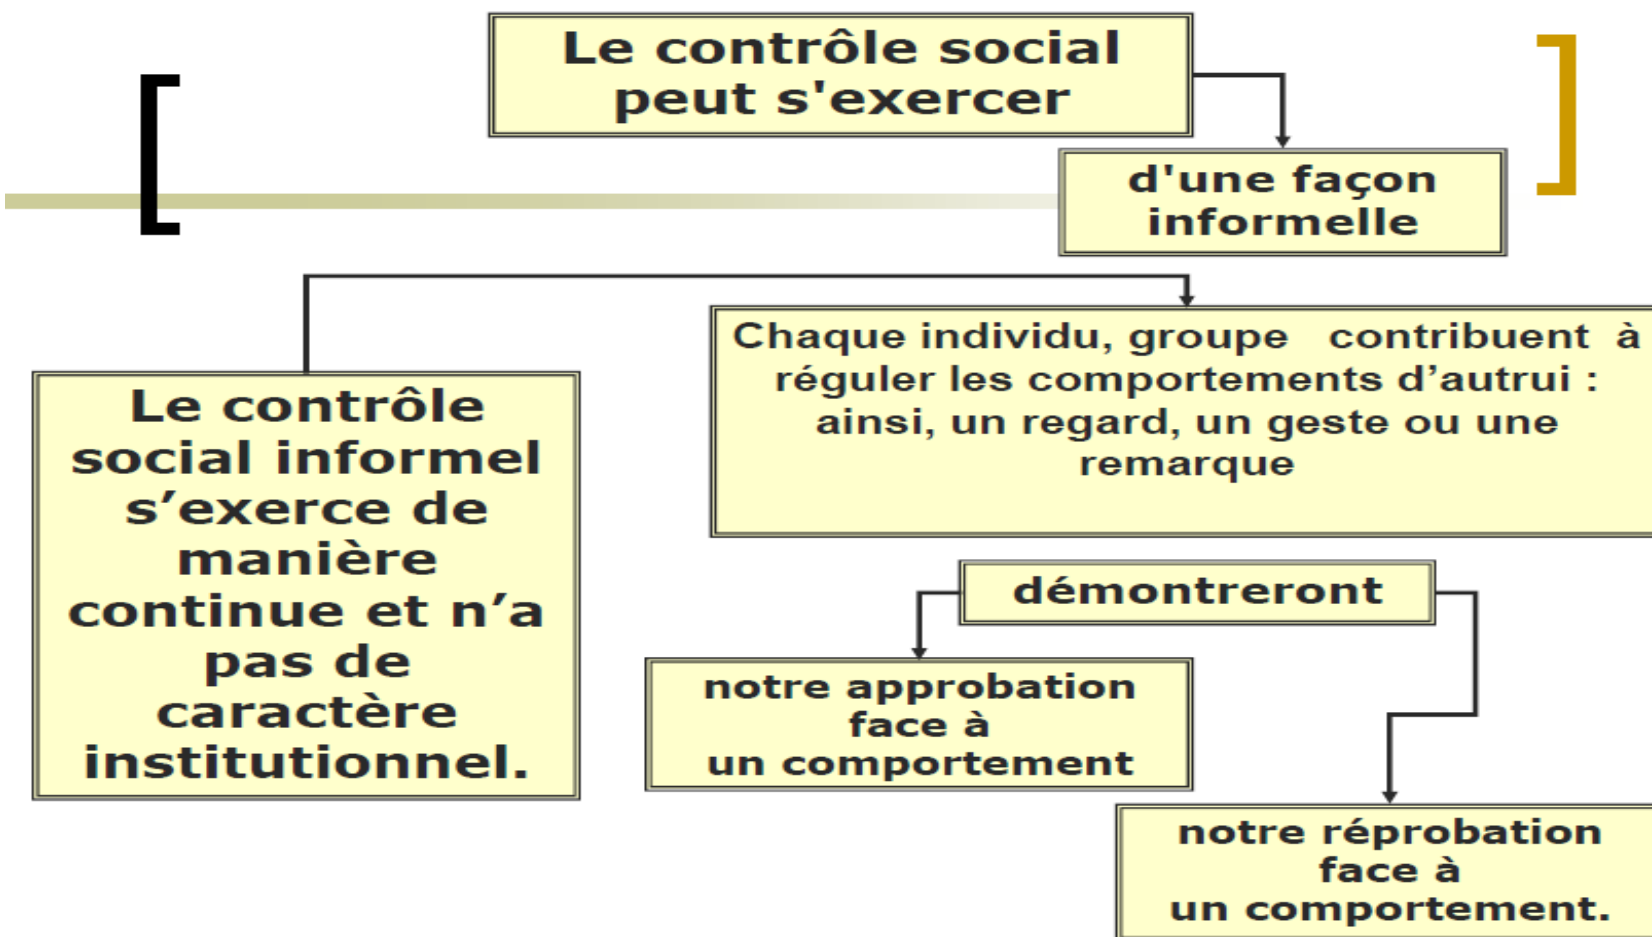 Le contrôle social
peut s'exercer
d'une façon
informelle
Le contrôle
social informel
s’exerce de
manière
continue et n’a
pas de
caractère
institutionnel.
Chaque individu, groupe contribuent à
réguler les comportements d’autrui :
ainsi, un regard, un geste ou une
remarque
démontreront
notre approbation
face à
un comportement
notre réprobation
face à
un comportement.